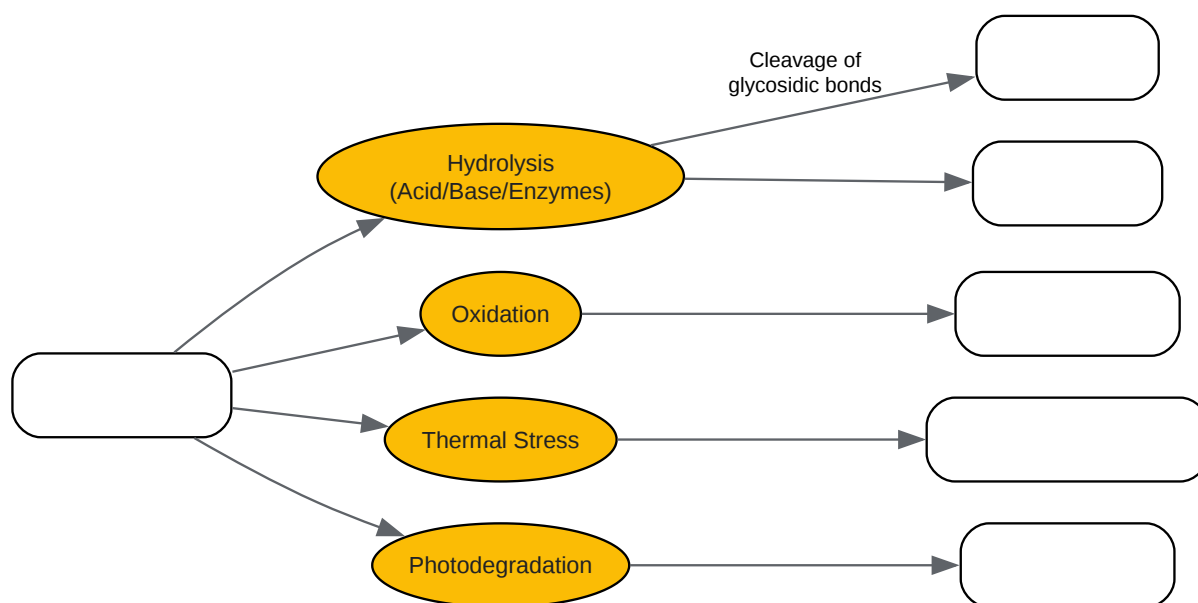 Cleavage of
glycosidic bonds
Hydrolysis
(Acid/Base/Enzymes)
Oxidation
Thermal Stress
Photodegradation